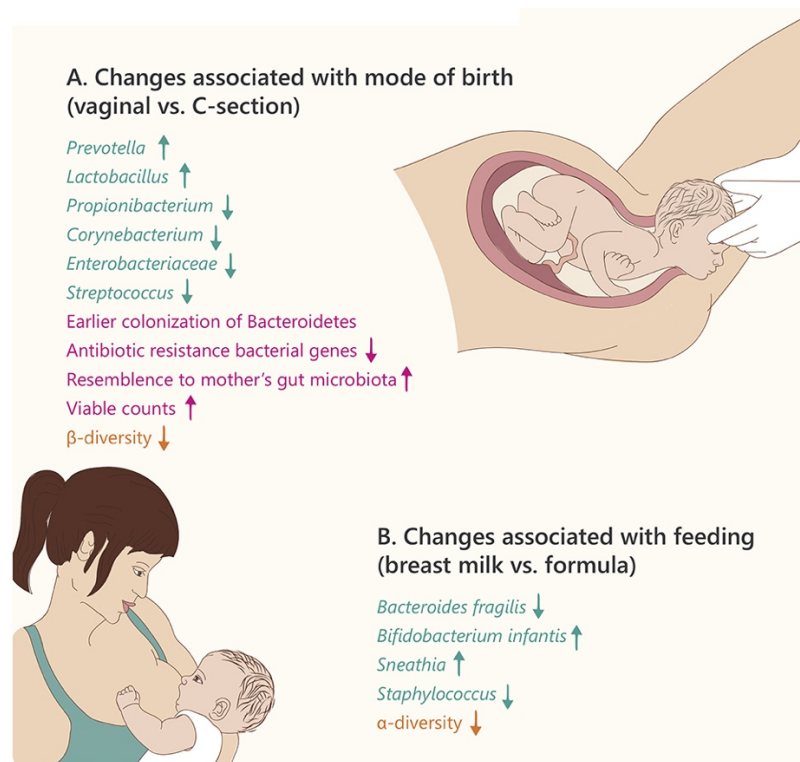 A. Changes associated with mode of birth
(vaginal vs. C-section)
Prevotella ↑
Lactobacillus ↑
Propionibacterium ↓
Corynebacterium ↓
Enterobacteriaceae ↓
Streptococcus ↓
Earlier colonization of Bacteroidetes
Antibiotic resistance bacterial genes ↓
Resemblence to mother's gut microbiota ↑
Viable counts ↑
β-diversity ↓
B. Changes associated with feeding
(breast milk vs. formula)
Bacteroides fragilis ↓
Bifidobacterium infantis ↑
Sneathia ↑
Staphylococcus ↓
α-diversity ↓